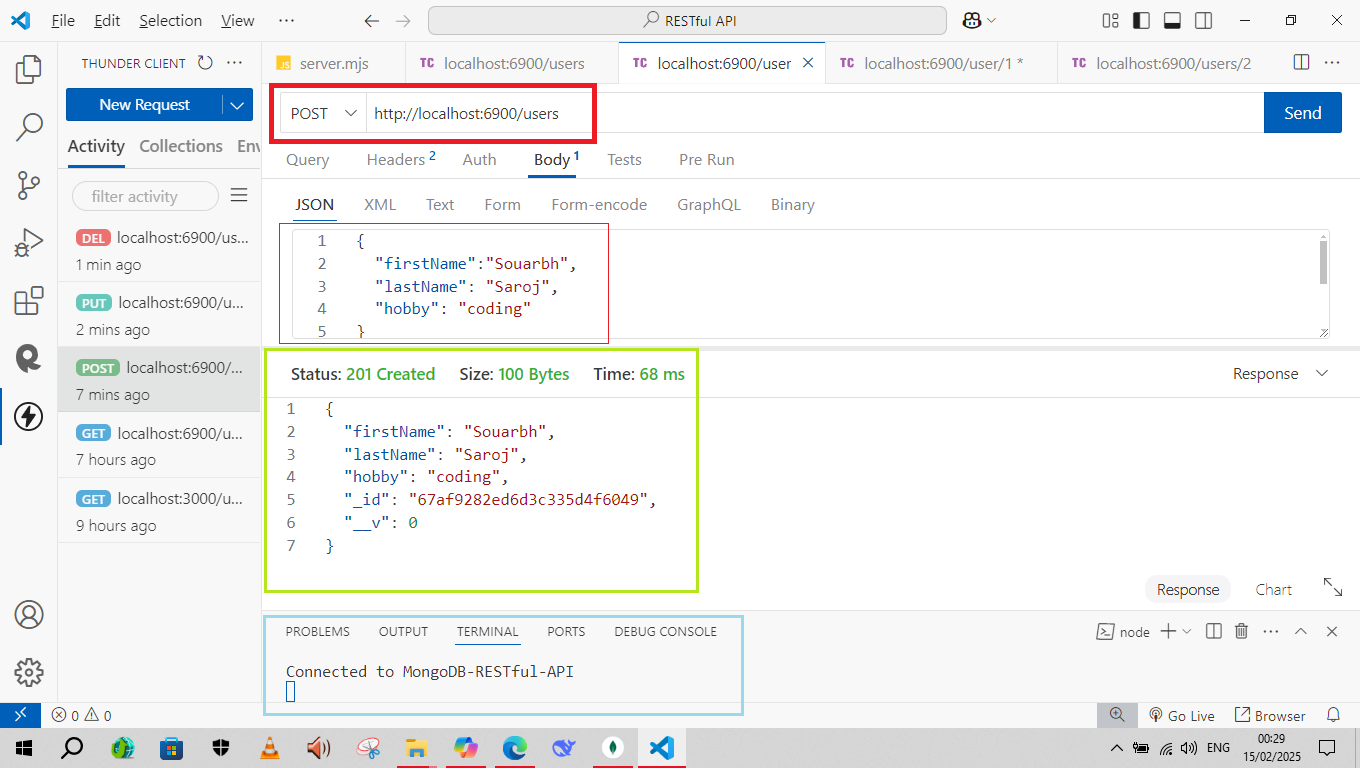 File Edit Selection View ··· RESTful API
THUNDER CLIENT ···
New Request
Activity Collections Env
filter activity
DEL localhost:6900/us...
1 min ago
PUT localhost:6900/u...
2 mins ago
POST localhost:6900/...
7 mins ago
GET localhost:6900/u...
7 hours ago
GET localhost:3000/u...
9 hours ago
JS server.mjs TC localhost:6900/users TC localhost:6900/user TC localhost:6900/user/1 * TC localhost:6900/users/2 ···
POST http://localhost:6900/users Send
Query Headers 2 Auth Body 1 Tests Pre Run
JSON XML Text Form Form-encode GraphQL Binary
1 {
2 "firstName":"Souarbh",
3 "lastName": "Saroj",
4 "hobby": "coding"
5 }
Status: 201 Created Size: 100 Bytes Time: 68 ms Response
1 {
2 "firstName": "Souarbh",
3 "lastName": "Saroj",
4 "hobby": "coding",
5 "_id": "67af9282ed6d3c335d4f6049",
6 "__v": 0
7 }
Response Chart
PROBLEMS OUTPUT TERMINAL PORTS DEBUG CONSOLE node ···
Connected to MongoDB-RESTful-API
0 0 Go Live Browser
ENG 00:29
15/02/2025